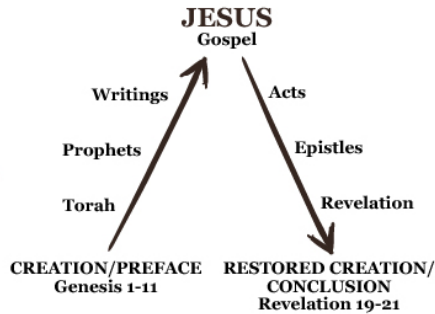 JESUS
Gospel
Writings
Prophets
Torah
CREATION/PREFACE
Genesis 1-11
Acts
Epistles
Revelation
RESTORED CREATION/
CONCLUSION
Revelation 19-21